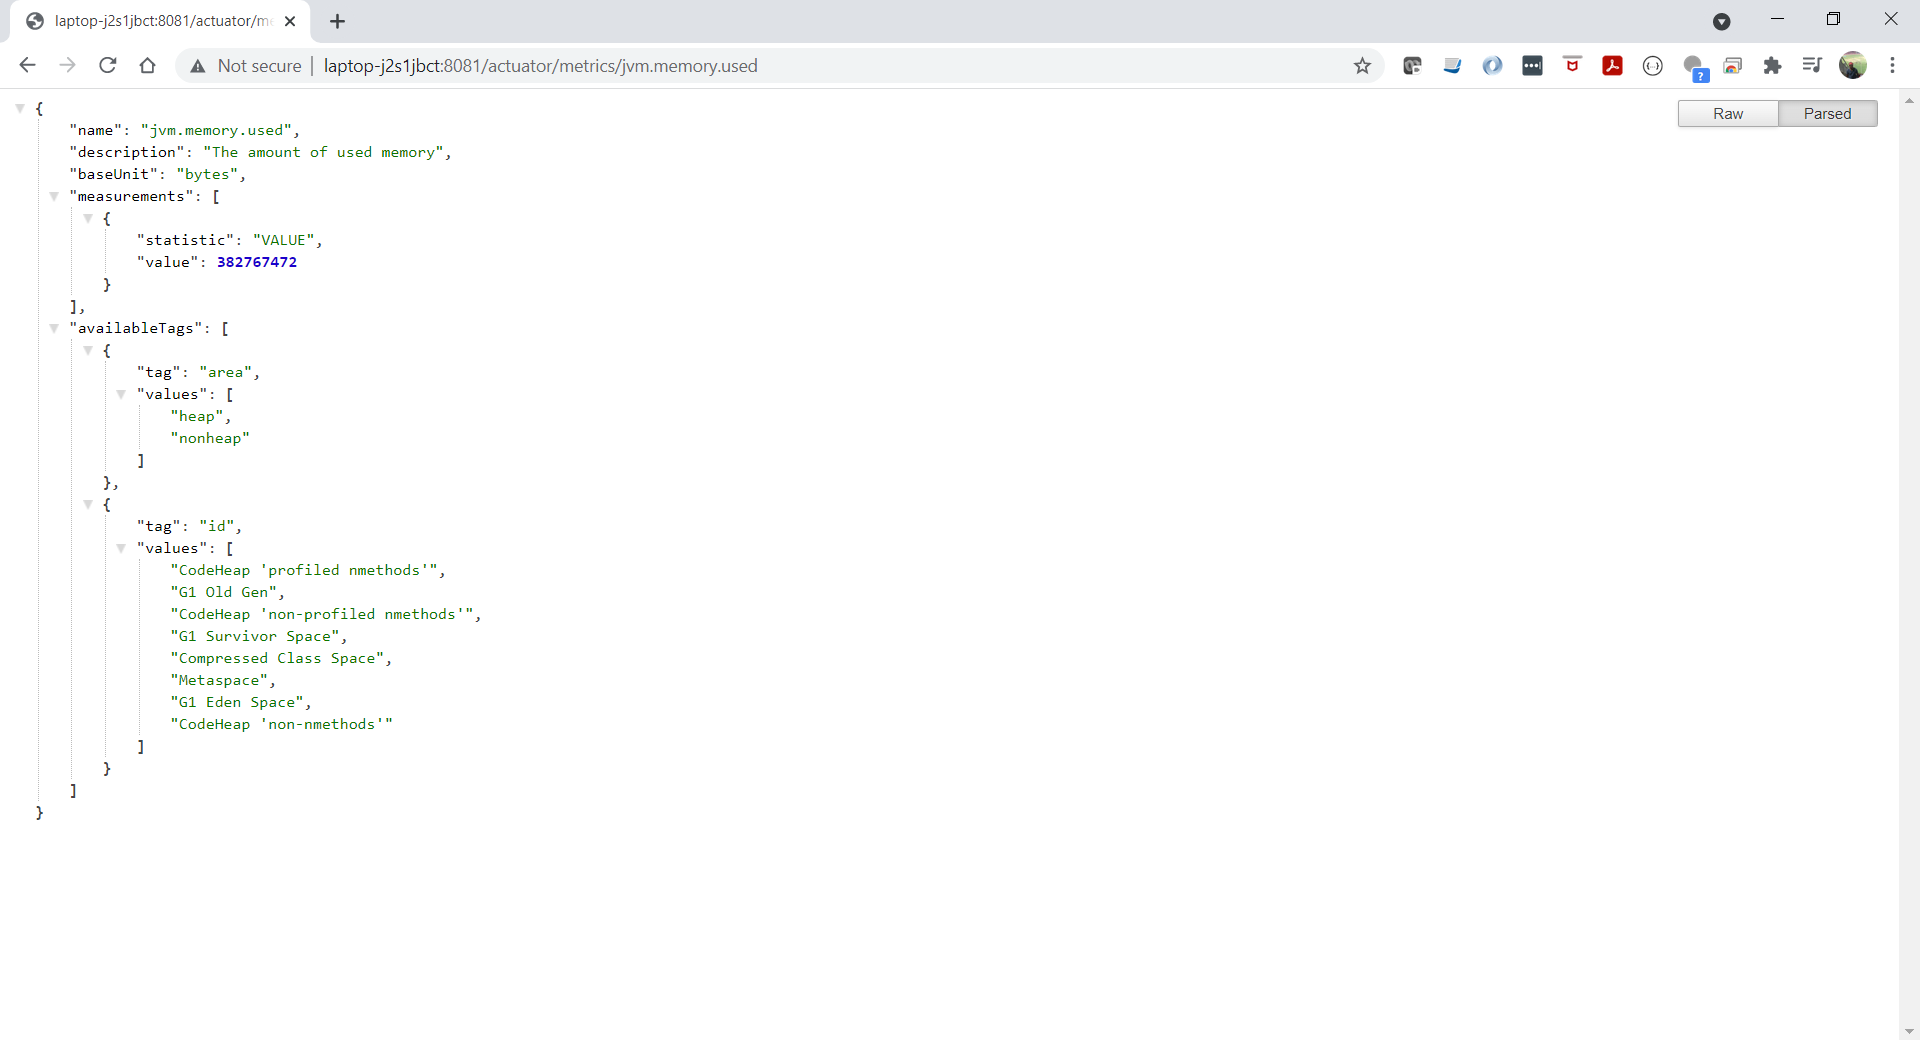 laptop-j2s1jbct:8081/actuator/me
Not secure | laptop-j2s1jbct:8081/actuator/metrics/jvm.memory.used
Raw Parsed
{
"name": "jvm.memory.used",
"description": "The amount of used memory",
"baseUnit": "bytes",
"measurements": [
{
"statistic": "VALUE",
"value": 382767472
}
],
"availableTags": [
{
"tag": "area",
"values": [
"heap",
"nonheap"
]
},
{
"tag": "id",
"values": [
"CodeHeap 'profiled nmethods'",
"G1 Old Gen",
"CodeHeap 'non-profiled nmethods'",
"G1 Survivor Space",
"Compressed Class Space",
"Metaspace",
"G1 Eden Space",
"CodeHeap 'non-nmethods'"
]
}
]
}